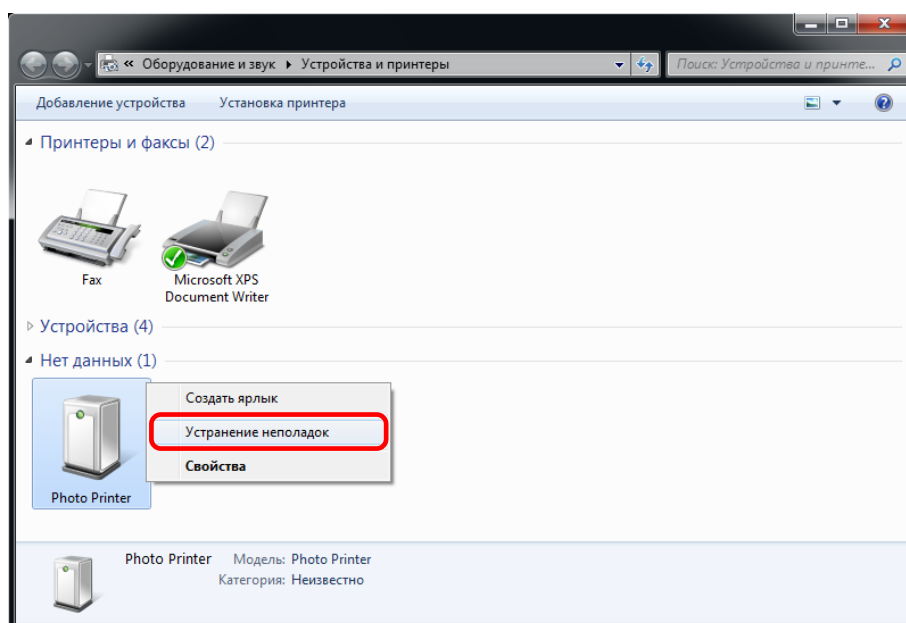 « Оборудование и звук Устройства и принтеры
Поиск: Устройства и принте...
Добавление устройства Установка принтера
Принтеры и факсы (2)
Fax
Microsoft XPS
Document Writer
Устройства (4)
Нет данных (1)
Создать ярлык
Устранение неполадок
Свойства
Photo Printer
Photo Printer Модель: Photo Printer
Категория: Неизвестно